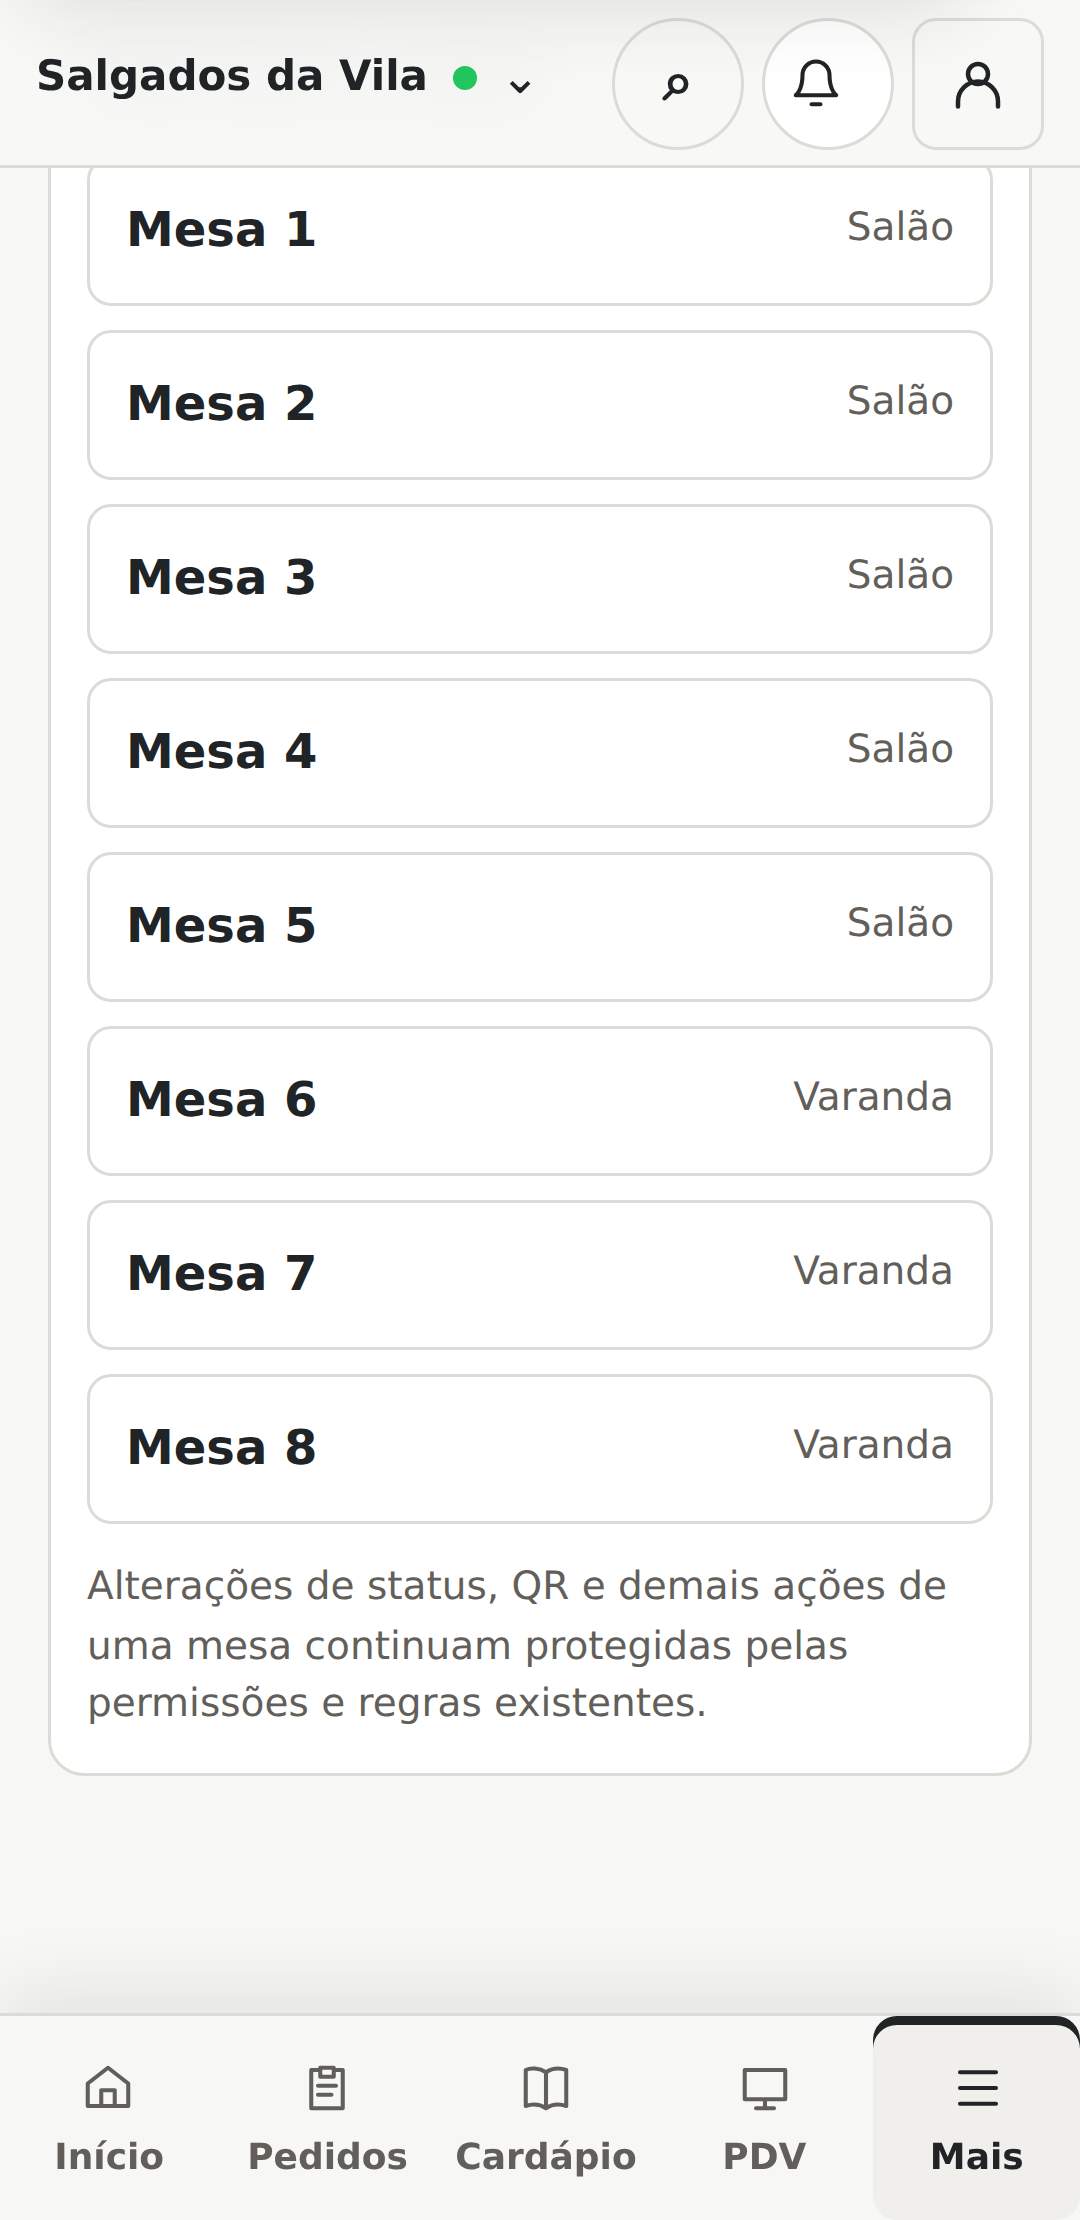 Salgados da Vila
Mesa 1 Salão
Mesa 2 Salão
Mesa 3 Salão
Mesa 4 Salão
Mesa 5 Salão
Mesa 6 Varanda
Mesa 7 Varanda
Mesa 8 Varanda
Alterações de status, QR e demais ações de
uma mesa continuam protegidas pelas
permissões e regras existentes.
Início Pedidos Cardápio PDV Mais